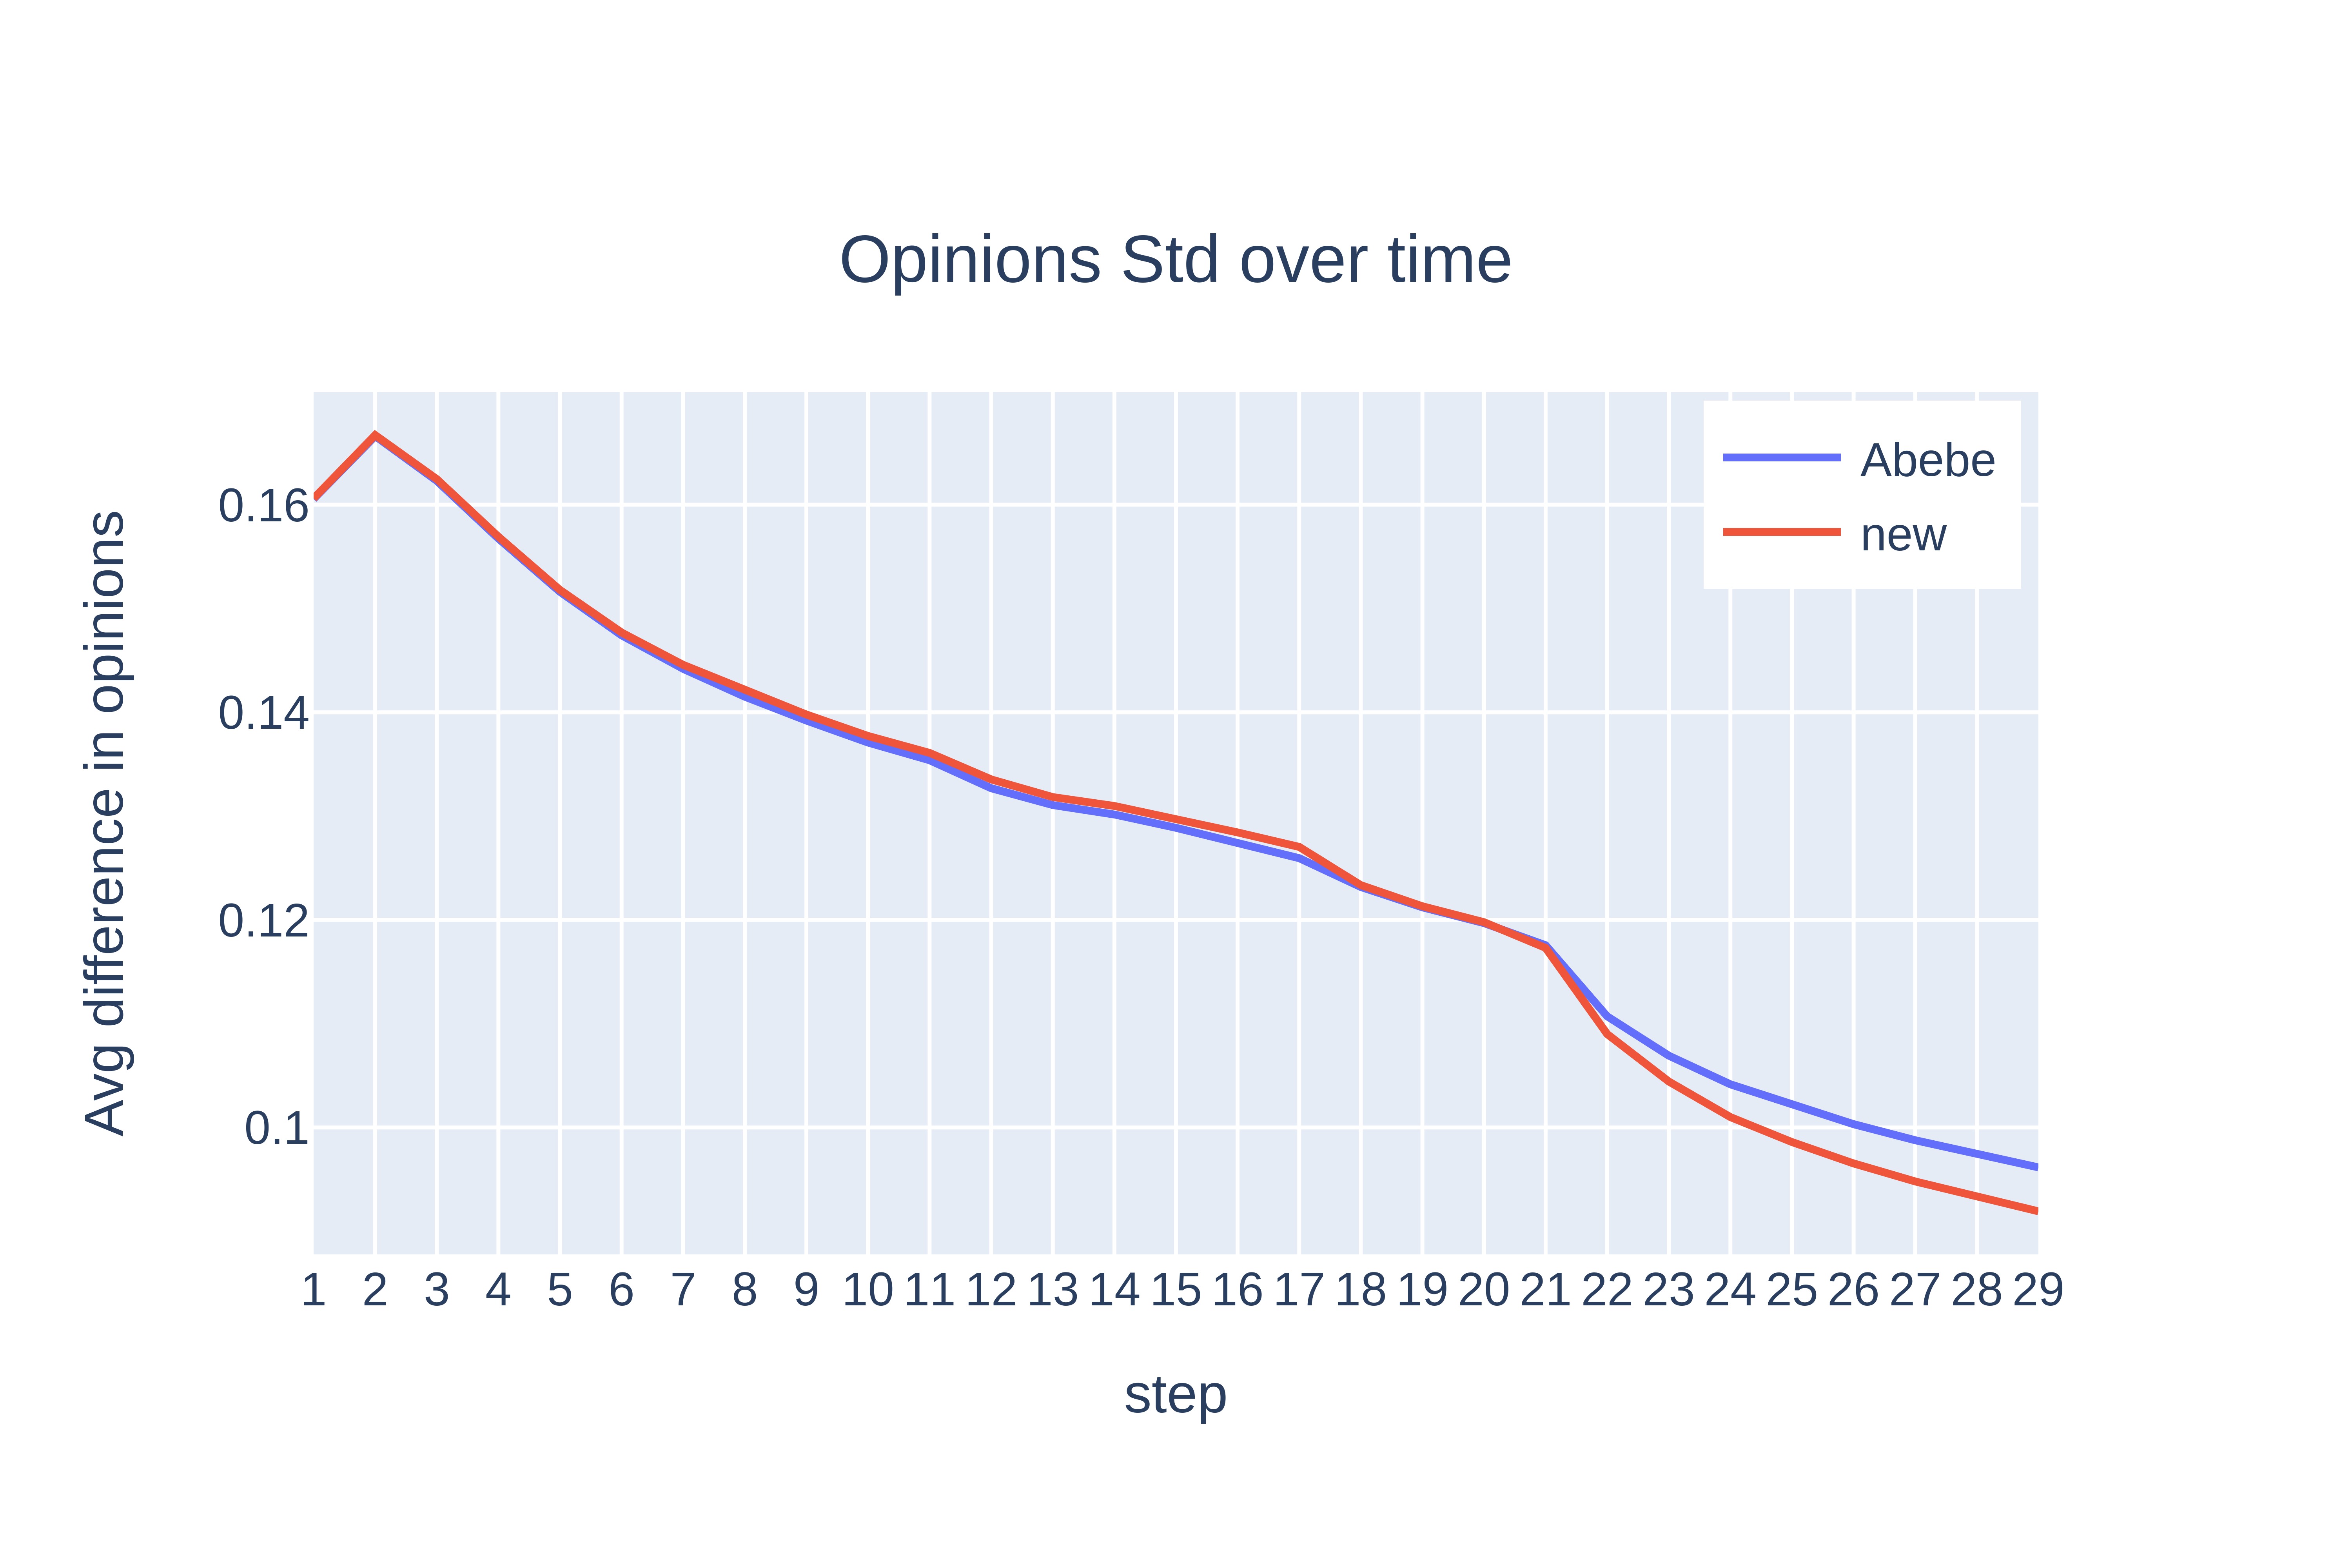 Opinions Std over time
Abebe
new
Avg difference in opinions
0.16
0.14
0.12
0.1
1 2 3 4 5 6 7 8 9 10 11 12 13 14 15 16 17 18 19 20 21 22 23 24 25 26 27 28 29
step